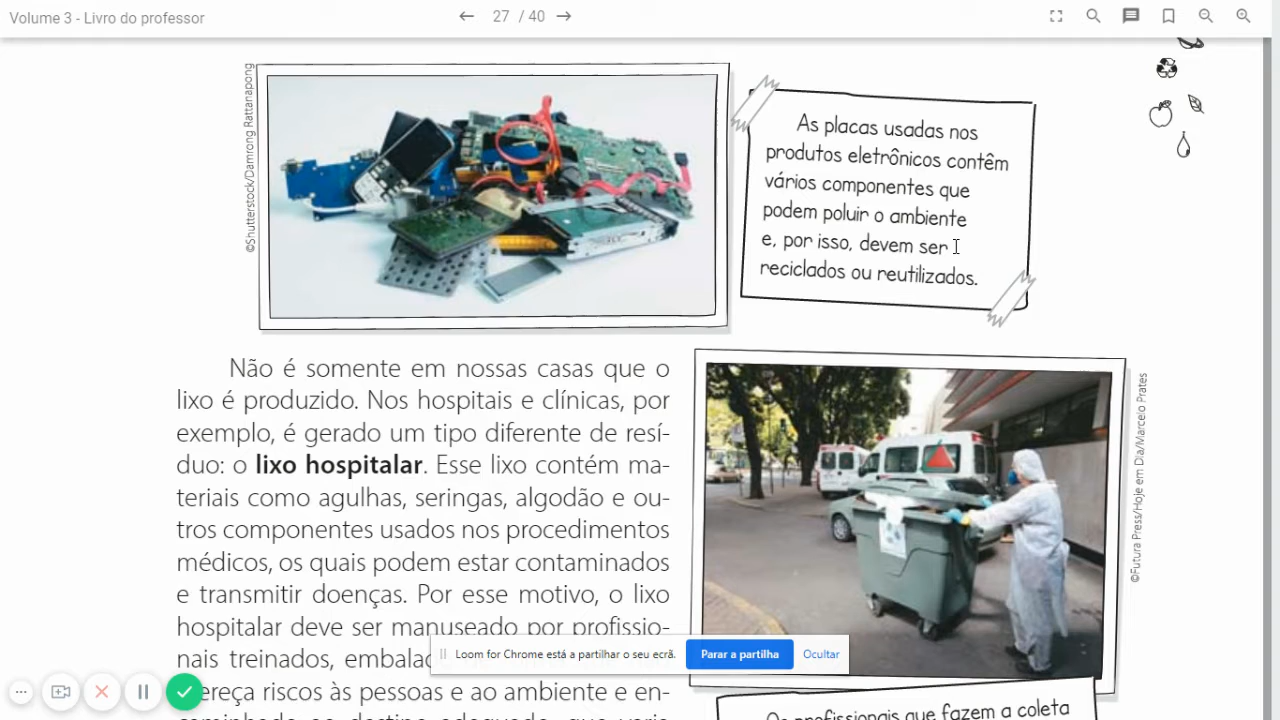 Volume 3 - Livro do professor
27 / 40
©Shutterstock/Damrong Rattanapong
As placas usadas nos
produtos eletrônicos contêm
vários componentes que
podem poluir o ambiente
e, por isso, devem ser
reciclados ou reutilizados.
Não é somente em nossas casas que o
lixo é produzido. Nos hospitais e clínicas, por
exemplo, é gerado um tipo diferente de resí-
duo: o lixo hospitalar. Esse lixo contém ma-
teriais como agulhas, seringas, algodão e ou-
tros componentes usados nos procedimentos
médicos, os quais podem estar contaminados
e transmitir doenças. Por esse motivo, o lixo
hospitalar deve ser manuseado por profissio-
nais treinados,
riscos às pessoas e ao ambiente e en-
©Futura Press/Hoje em Dia/Marcelo Prates
Os profissionais que fazem a coleta
Loom for Chrome está a partilhar o seu ecrã.
Parar a partilha
Ocultar